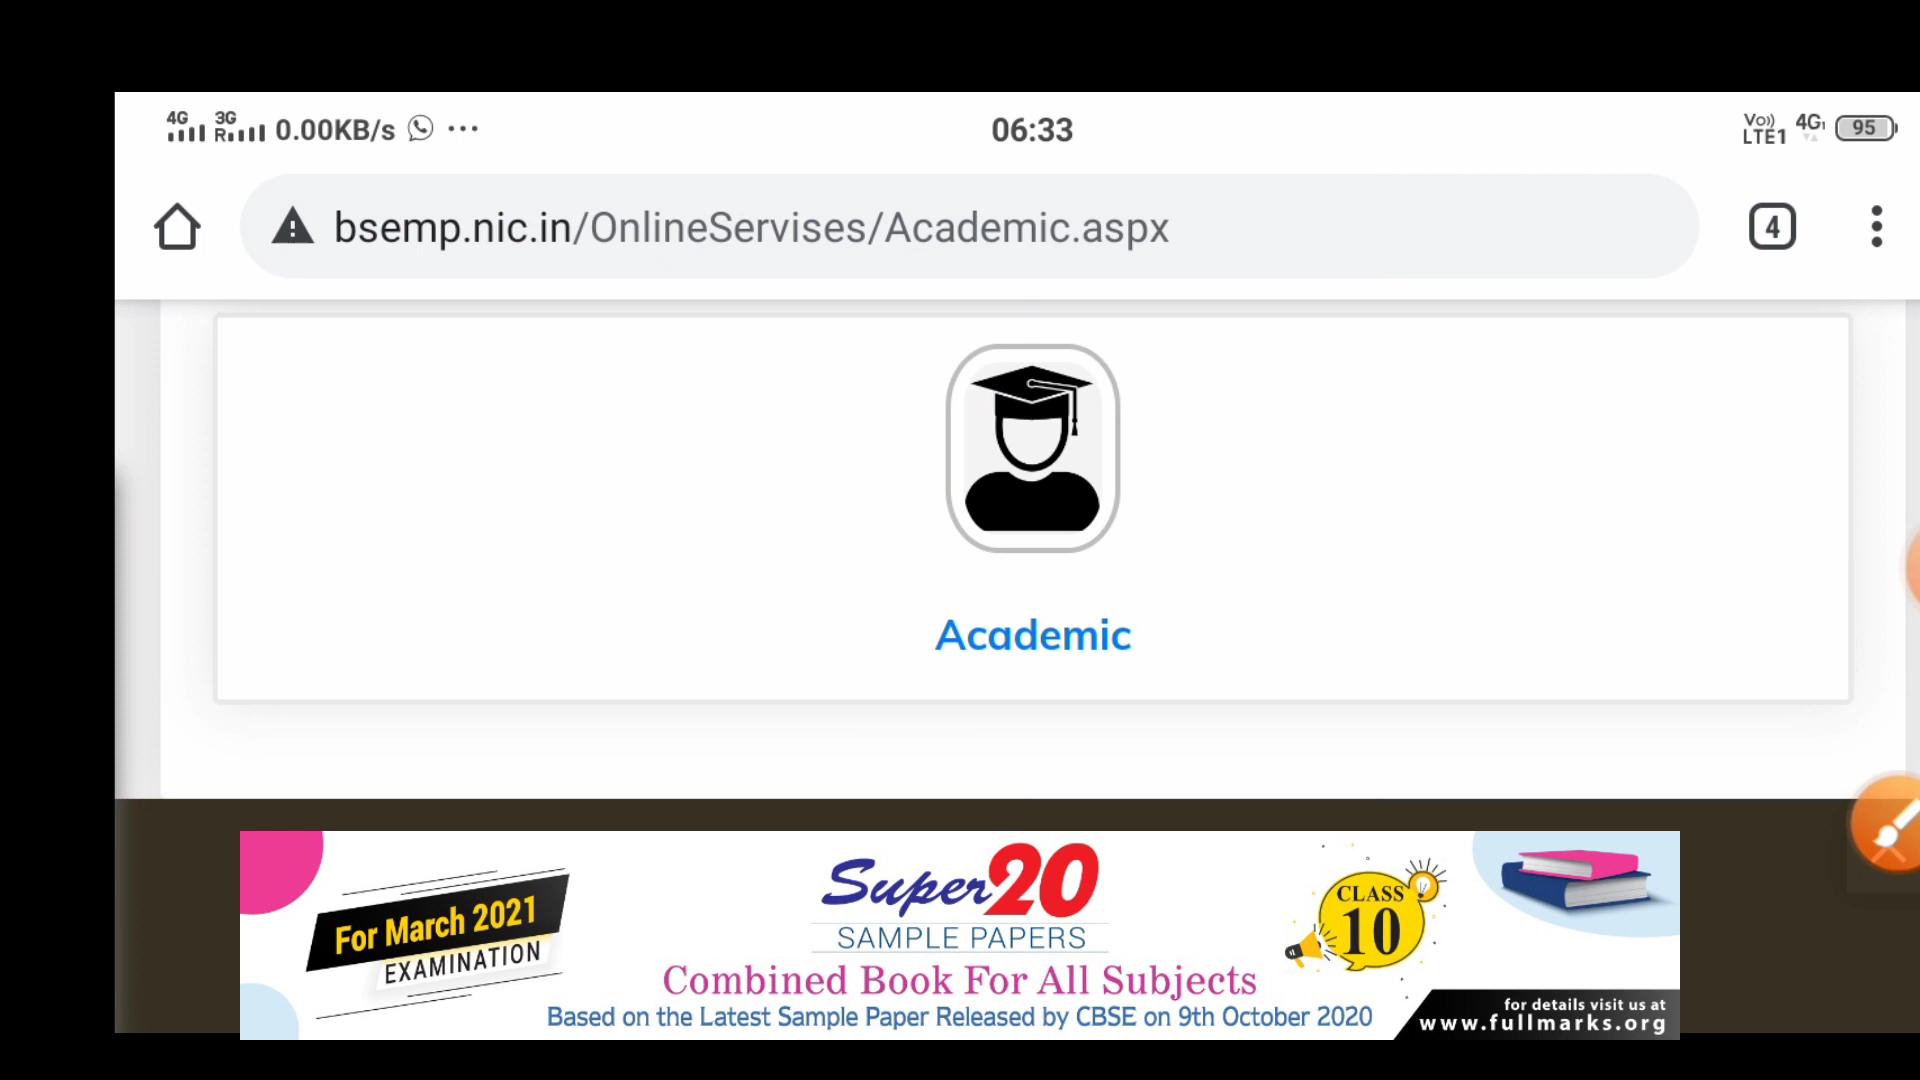 4G 3G R 0.00KB/s
06:33
Vo) LTE1 4G 95
bsemp.nic.in/OnlineServises/Academic.aspx
4
Academic
For March 2021
EXAMINATION
Super20
SAMPLE PAPERS
Combined Book For All Subjects
Based on the Latest Sample Paper Released by CBSE on 9th October 2020
CLASS
10
for details visit us at
www.fullmarks.org